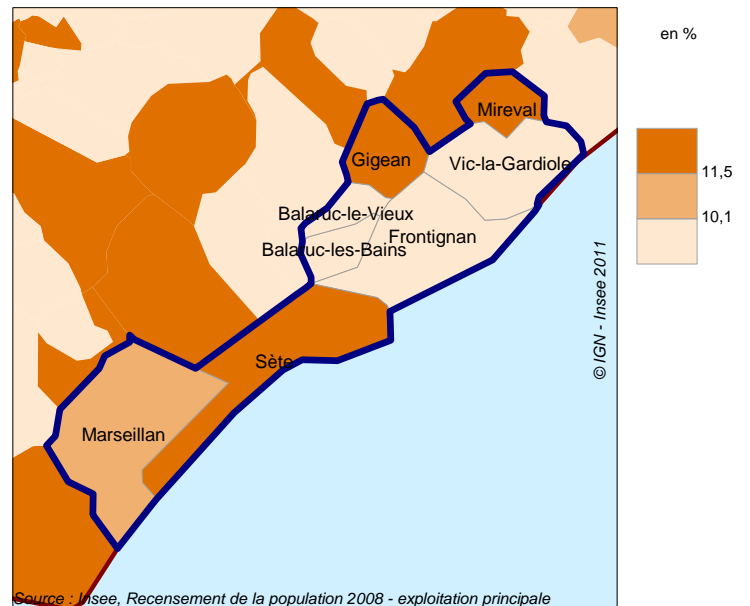 en %
11,5
10,1
Mireval
Gigean
Vic-la-Gardiole
Balaruc-le-Vieux
Frontignan
Balaruc-les-Bains
Sète
Marseillan
© IGN - Insee 2011
Source : Insee, Recensement de la population 2008 - exploitation principale